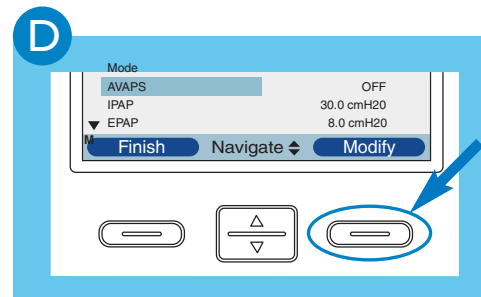 D
Mode
AVAPS OFF
IPAP 30.0 cmH20
EPAP 8.0 cmH20
M
Finish Navigate Modify